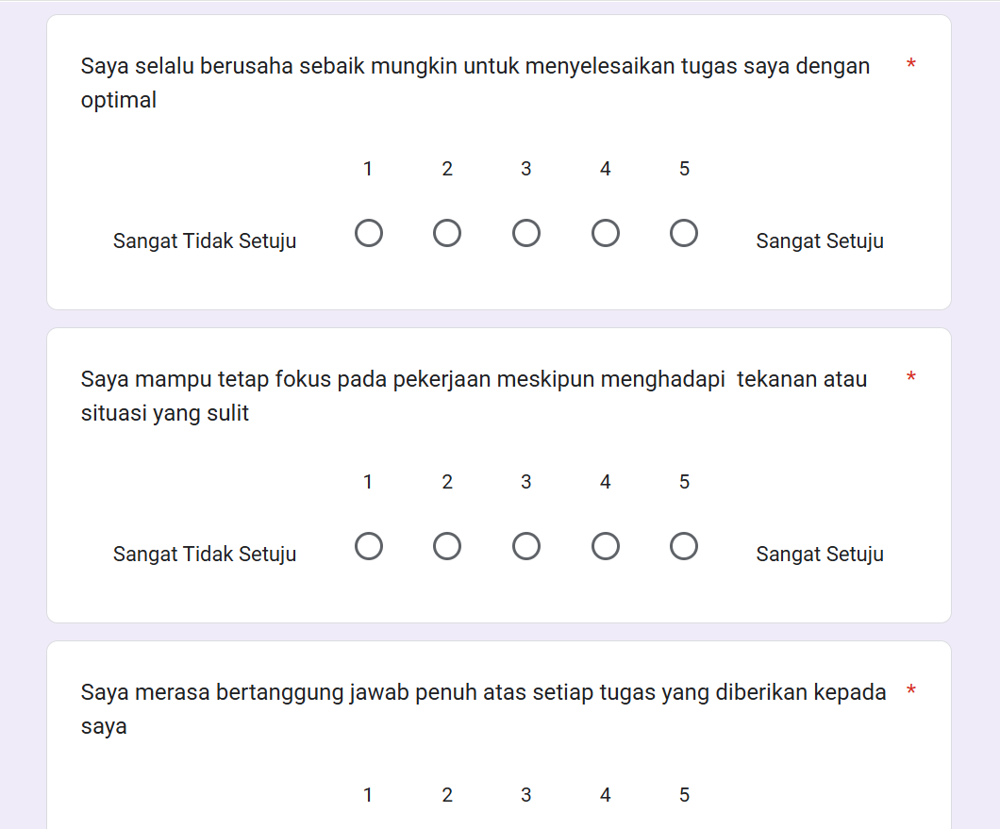 Saya selalu berusaha sebaik mungkin untuk menyelesaikan tugas saya dengan *
optimal
1 2 3 4 5
Sangat Tidak Setuju Sangat Setuju
Saya mampu tetap fokus pada pekerjaan meskipun menghadapi  tekanan atau *
situasi yang sulit
1 2 3 4 5
Sangat Tidak Setuju Sangat Setuju
Saya merasa bertanggung jawab penuh atas setiap tugas yang diberikan kepada *
saya
1 2 3 4 5